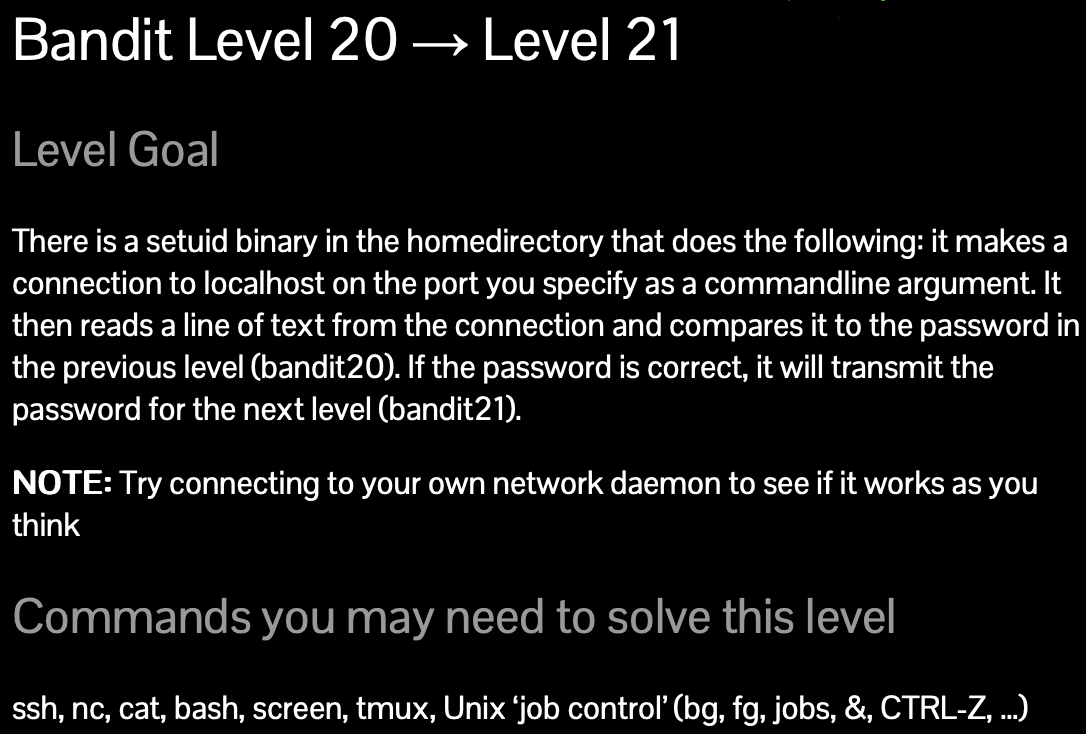 Bandit Level 20 → Level 21
Level Goal
There is a setuid binary in the homedirectory that does the following: it makes a
connection to localhost on the port you specify as a commandline argument. It
then reads a line of text from the connection and compares it to the password in
the previous level (bandit20). If the password is correct, it will transmit the
password for the next level (bandit21).
NOTE: Try connecting to your own network daemon to see if it works as you
think
Commands you may need to solve this level
ssh, nc, cat, bash, screen, tmux, Unix ‘job control’ (bg, fg, jobs, &, CTRL-Z, …)